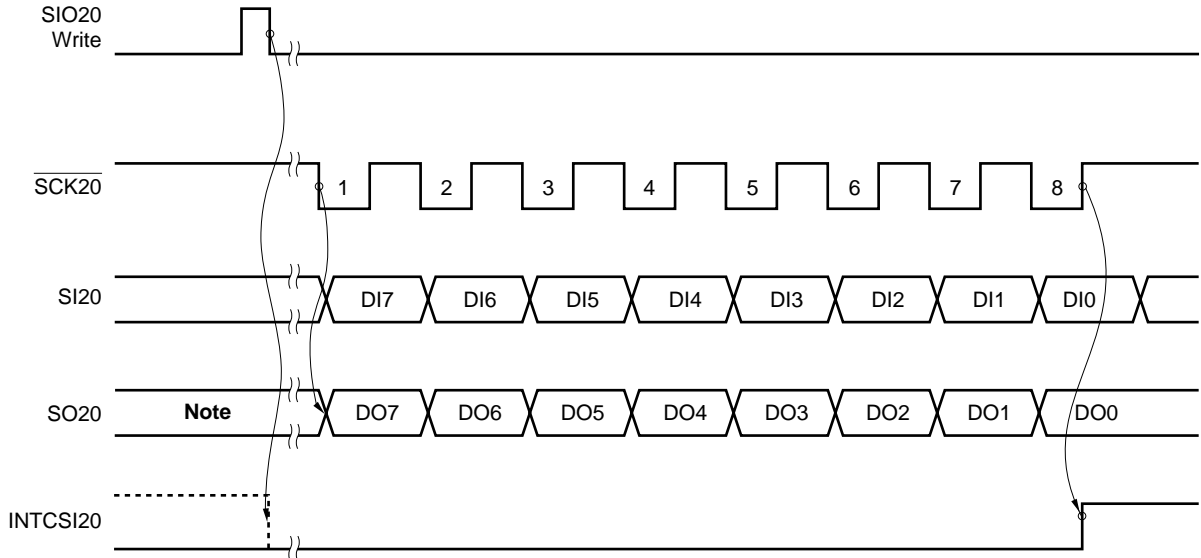 SIO20
Write
SCK20
1 2 3 4 5 6 7 8
SI20
DI7 DI6 DI5 DI4 DI3 DI2 DI1 DI0
SO20
Note DO7 DO6 DO5 DO4 DO3 DO2 DO1 DO0
INTCSI20